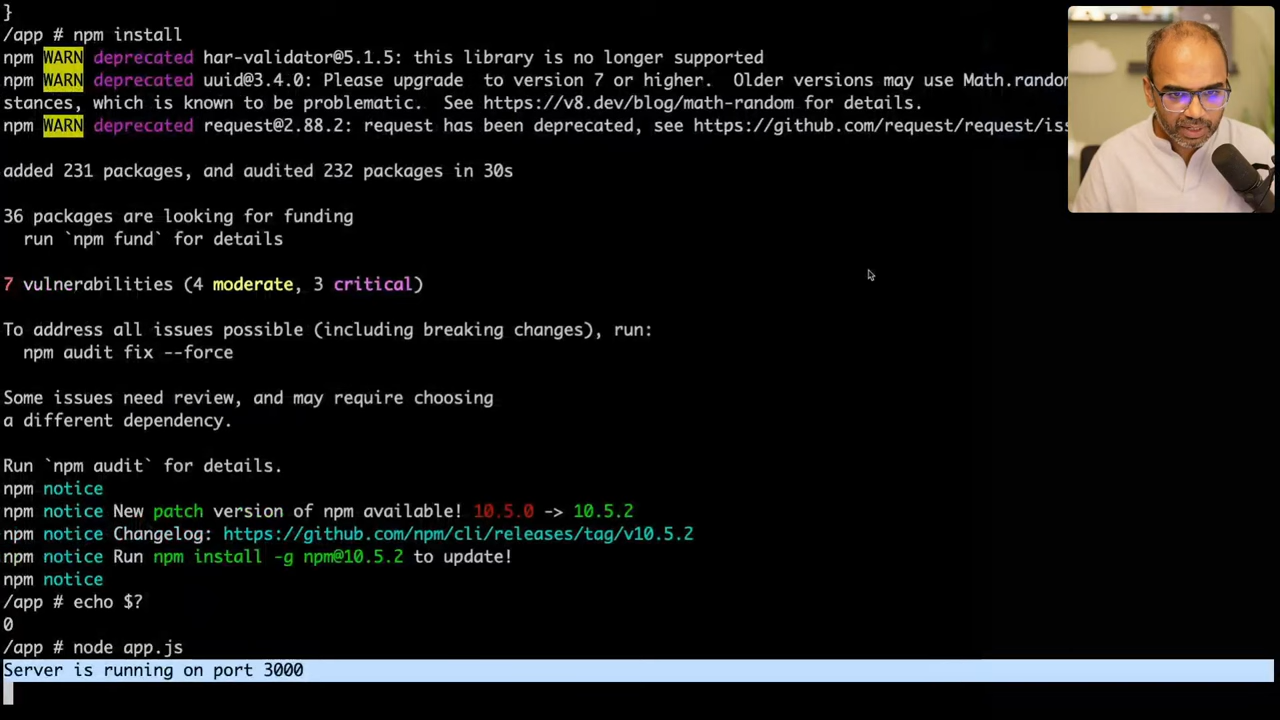 }
/app # npm install
npm WARN deprecated har-validator@5.1.5: this library is no longer supported
npm WARN deprecated uuid@3.4.0: Please upgrade  to version 7 or higher.  Older versions may use Math.random
stances, which is known to be problematic.  See https://v8.dev/blog/math-random for details.
npm WARN deprecated request@2.88.2: request has been deprecated, see https://github.com/request/request/iss
added 231 packages, and audited 232 packages in 30s
36 packages are looking for funding
  run `npm fund` for details
7 vulnerabilities (4 moderate, 3 critical)
To address all issues possible (including breaking changes), run:
  npm audit fix --force
Some issues need review, and may require choosing
a different dependency.
Run `npm audit` for details.
npm notice
npm notice New patch version of npm available! 10.5.0 -> 10.5.2
npm notice Changelog: https://github.com/npm/cli/releases/tag/v10.5.2
npm notice Run npm install -g npm@10.5.2 to update!
npm notice
/app # echo $?
0
/app # node app.js
Server is running on port 3000